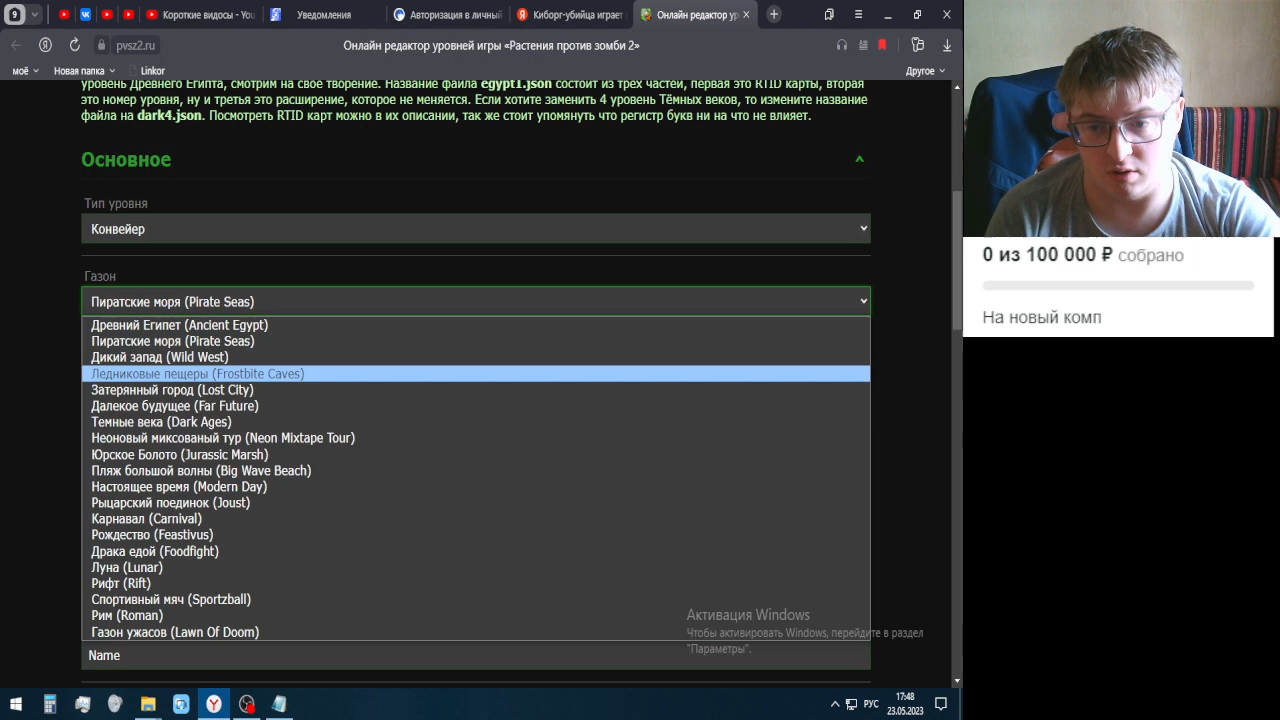 9
Короткие видосы - You
Уведомления
Авторизация в личный
Киборг-убийца играет
Онлайн редактор ур
pvsz2.ru
Онлайн редактор уровней игры «Растения против зомби 2»
моё
Новая папка
Linkor
Другое
уровень Древнего Египта, смотрим на своё творение. Название файла egypt1.json состоит из трёх частей, первая это RTID карты, вторая
это номер уровня, ну и третья это расширение, которое не меняется. Если хотите заменить 4 уровень Тёмных веков, то измените название
файла на dark4.json. Посмотреть RTID карт можно в их описании, так же стоит упомянуть что регистр букв ни на что не влияет.
Основное
Тип уровня
Конвейер
Газон
Пиратские моря (Pirate Seas)
Древний Египет (Ancient Egypt)
Пиратские моря (Pirate Seas)
Дикий запад (Wild West)
Ледниковые пещеры (Frostbite Caves)
Затерянный город (Lost City)
Далекое будущее (Far Future)
Темные века (Dark Ages)
Неоновый миксованый тур (Neon Mixtape Tour)
Юрское Болото (Jurassic Marsh)
Пляж большой волны (Big Wave Beach)
Настоящее время (Modern Day)
Рыцарский поединок (Joust)
Карнавал (Carnival)
Рождество (Feastivus)
Драка едой (Foodfight)
Луна (Lunar)
Рифт (Rift)
Спортивный мяч (Sportzball)
Рим (Roman)
Газон ужасов (Lawn Of Doom)
Name
Активация Windows
Чтобы активировать Windows, перейдите в раздел
"Параметры".
0 из 100 000 ₽ собрано
На новый комп
РУС
17:48
23.05.2023